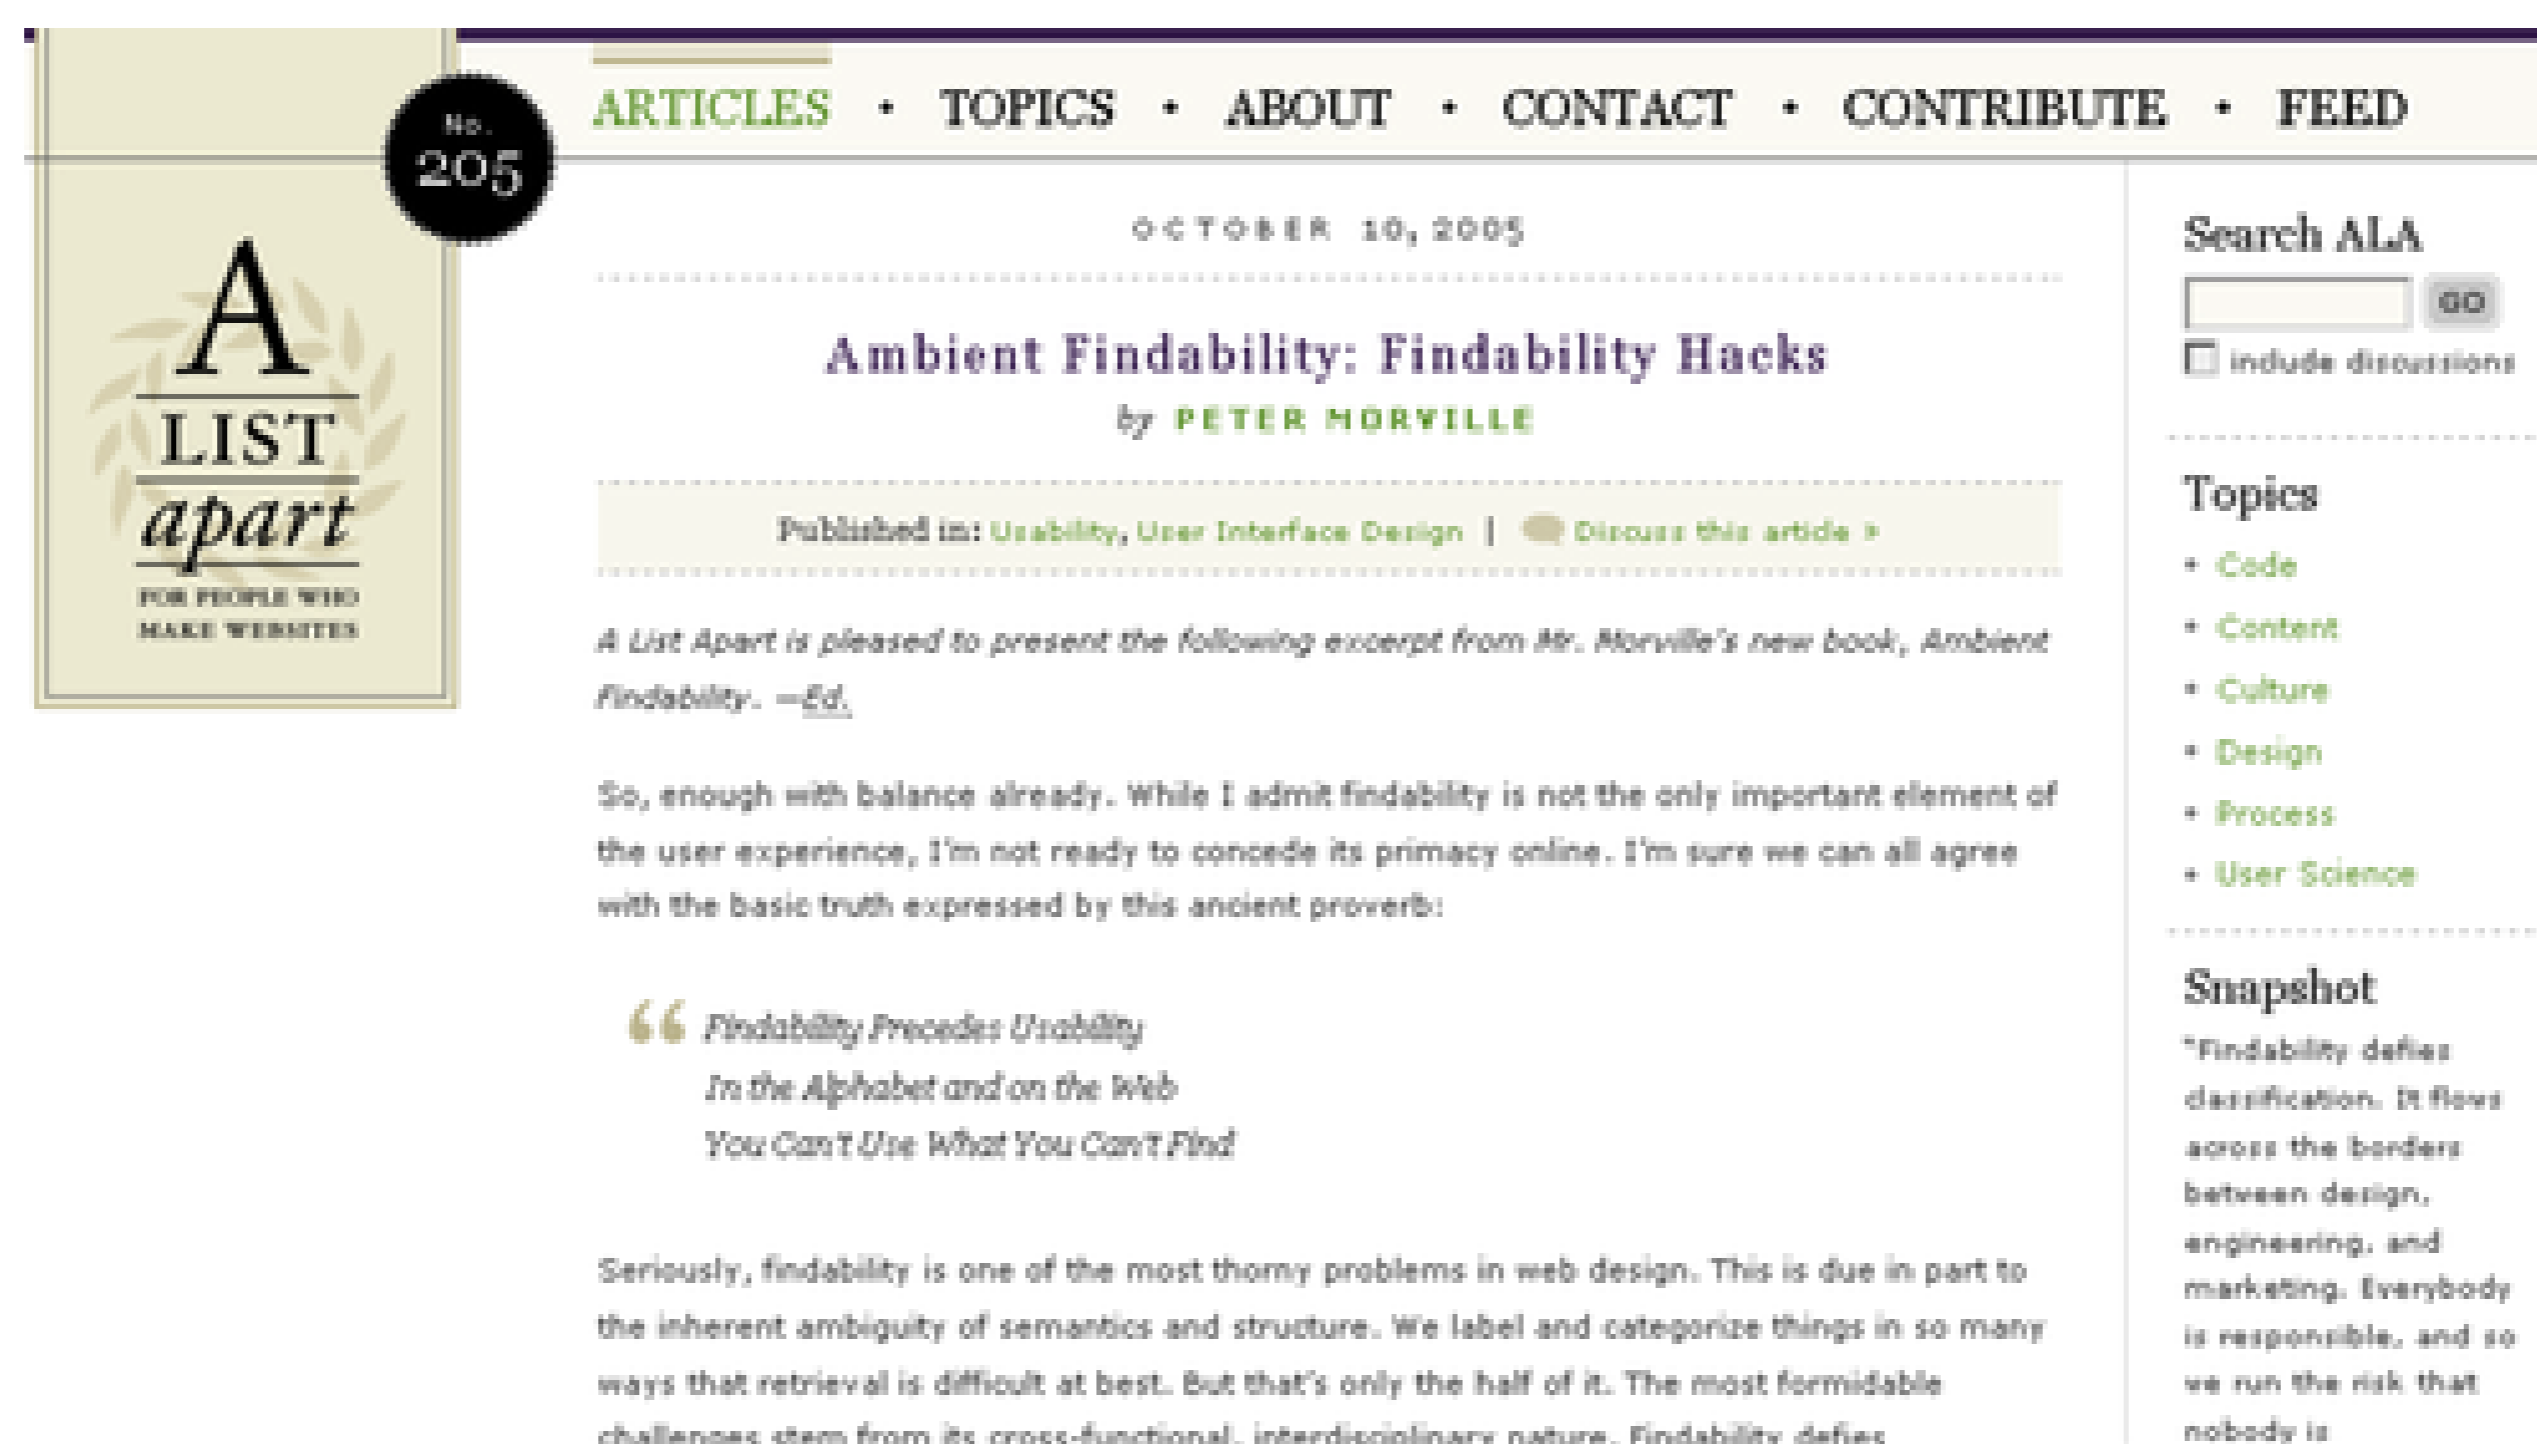 No.
205
ARTICLES • TOPICS • ABOUT • CONTACT • CONTRIBUTE • FEED
A
LIST
apart
FOR PEOPLE WHO
MAKE WEBSITES
OCTOBER 10, 2005
Ambient Findability: Findability Hacks
by PETER MORVILLE
Published in: Usability, User Interface Design | Discuss this article »
A List Apart is pleased to present the following excerpt from Mr. Morville's new book, Ambient
Findability. —Ed.
So, enough with balance already. While I admit findability is not the only important element of
the user experience, I'm not ready to concede its primacy online. I'm sure we can all agree
with the basic truth expressed by this ancient proverb:
“ Findability Precedes Usability
In the Alphabet and on the Web
You Can't Use What You Can't Find
Seriously, findability is one of the most thorny problems in web design. This is due in part to
the inherent ambiguity of semantics and structure. We label and categorize things in so many
ways that retrieval is difficult at best. But that's only the half of it. The most formidable
challenges stem from its cross-functional, interdisciplinary nature. Findability defies
Search ALA
GO
include discussions
Topics
• Code
• Content
• Culture
• Design
• Process
• User Science
Snapshot
"Findability defies
classification. It flows
across the borders
between design,
engineering, and
marketing. Everybody
is responsible, and so
we run the risk that
nobody is